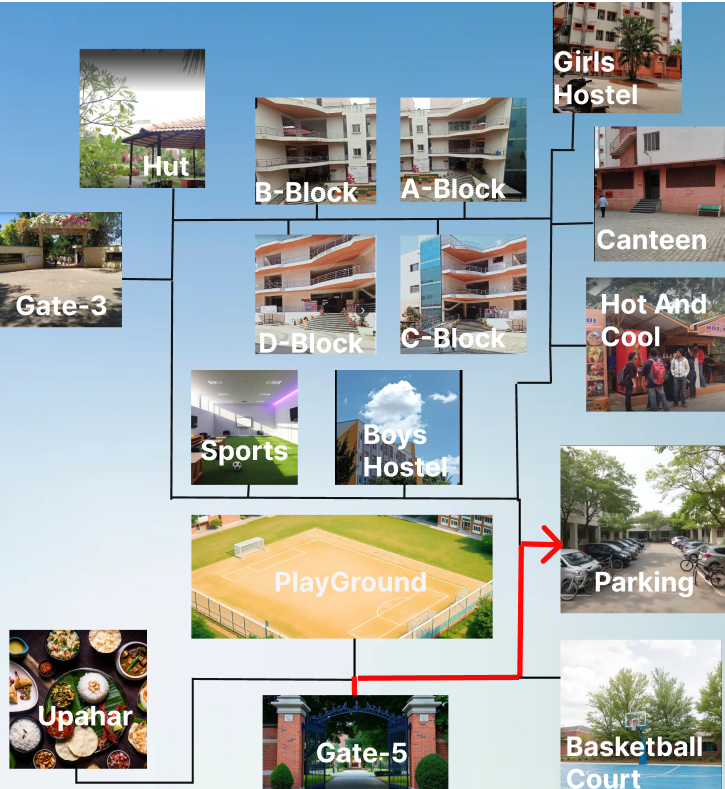 Girls
Hostel
Hut
B-Block
A-Block
Canteen
Gate-3
Hot And
Cool
D-Block
C-Block
Sports
Boys
Hostel
PlayGround
Parking
Upahar
Gate-5
Basketball
Court